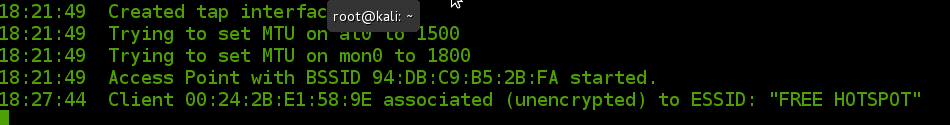 18:21:49  Created tap interfac
root@kali: ~
18:21:49  Trying to set MTU on at0 to 1500
18:21:49  Trying to set MTU on mon0 to 1800
18:21:49  Access Point with BSSID 94:DB:C9:B5:2B:FA started.
18:27:44  Client 00:24:2B:E1:58:9E associated (unencrypted) to ESSID: "FREE HOTSPOT"